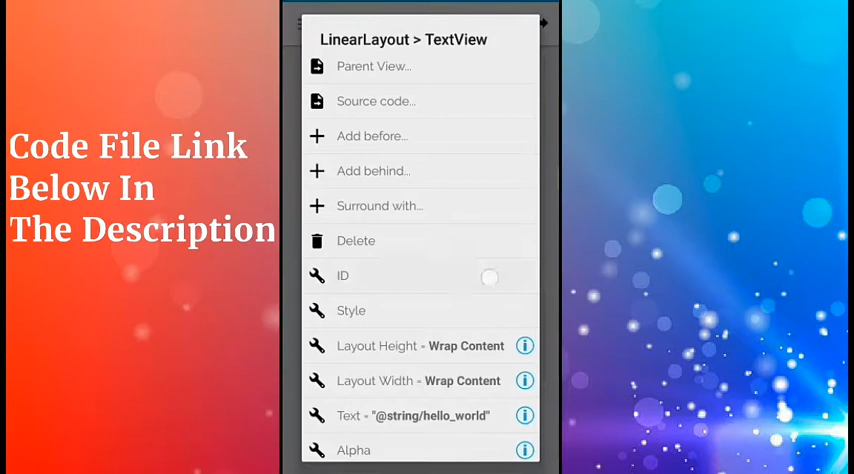 Code File Link
Below In
The Description
LinearLayout > TextView
Parent View...
Source code...
Add before...
Add behind...
Surround with...
Delete
ID
Style
Layout Height = Wrap Content
Layout Width = Wrap Content
Text = "@string/hello_world"
Alpha